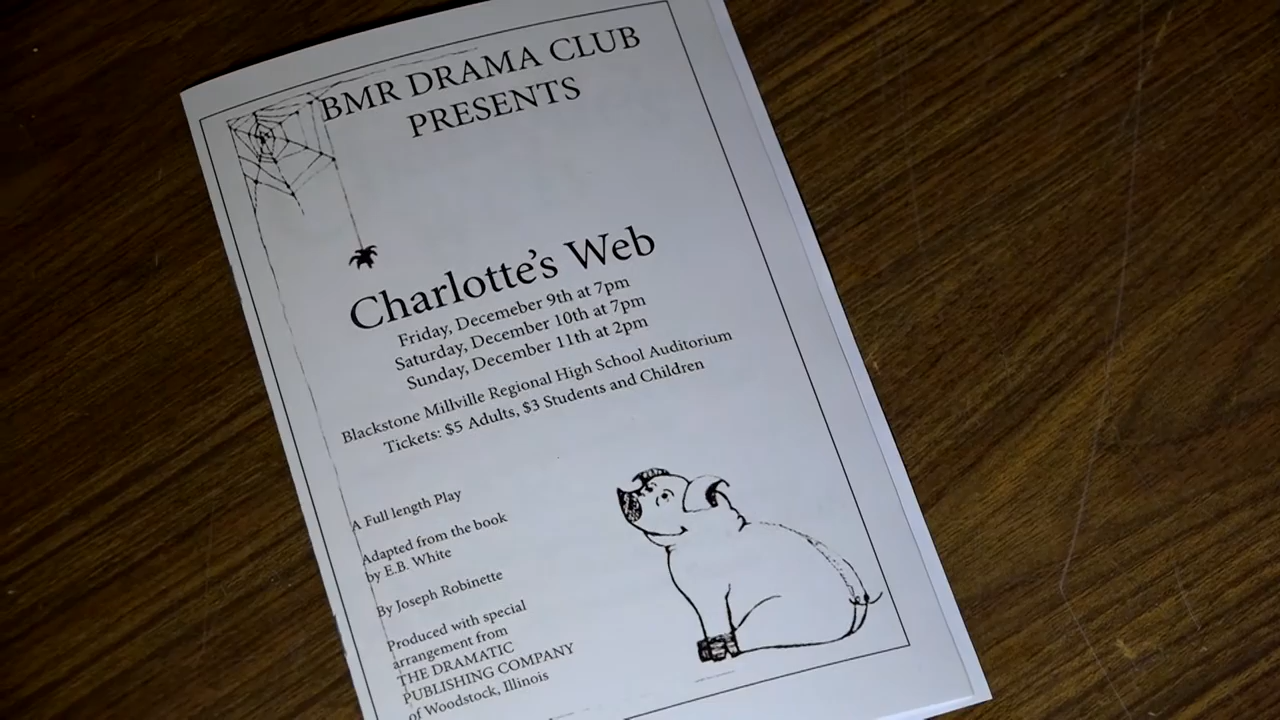 BMR DRAMA CLUB
PRESENTS
Charlotte's Web
Friday, Decemeber 9th at 7pm
Saturday, December 10th at 7pm
Sunday, December 11th at 2pm
Blackstone Millville Regional High School Auditorium
Tickets: $5 Adults, $3 Students and Children
A Full length Play
Adapted from the book
by E.B. White
By Joseph Robinette
Produced with special
arrangement from
THE DRAMATIC
PUBLISHING COMPANY
of Woodstock, Illinois